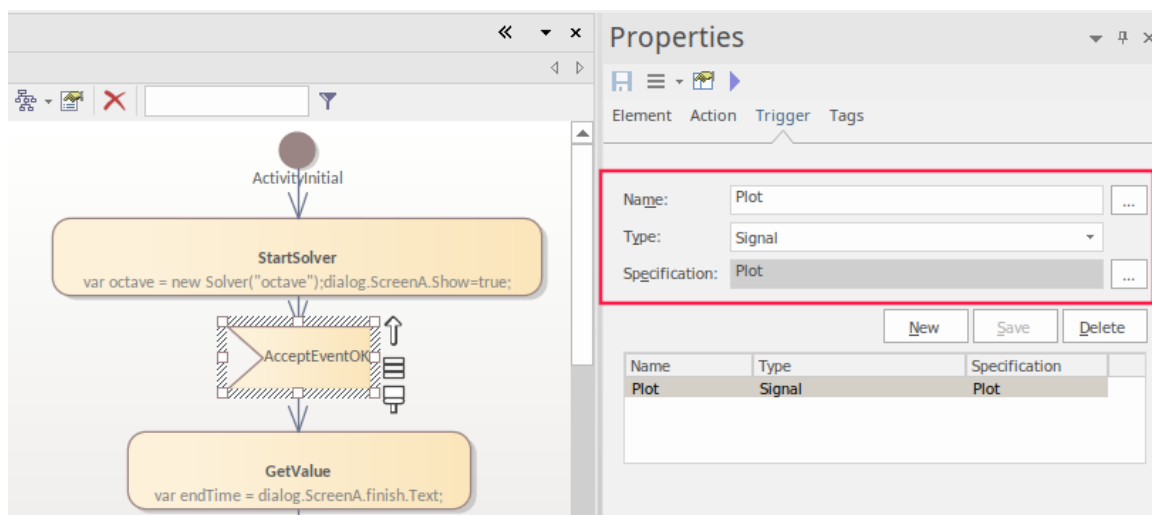 Properties
Element Action Trigger Tags
ActivityInitial
StartSolver
var octave = new Solver("octave");dialog.ScreenA.Show=true;
AcceptEventOK
GetValue
var endTime = dialog.ScreenA.finish.Text;
Name: Plot ...
Type: Signal
Specification: Plot ...
New Save Delete
Name Type Specification
Plot Signal Plot